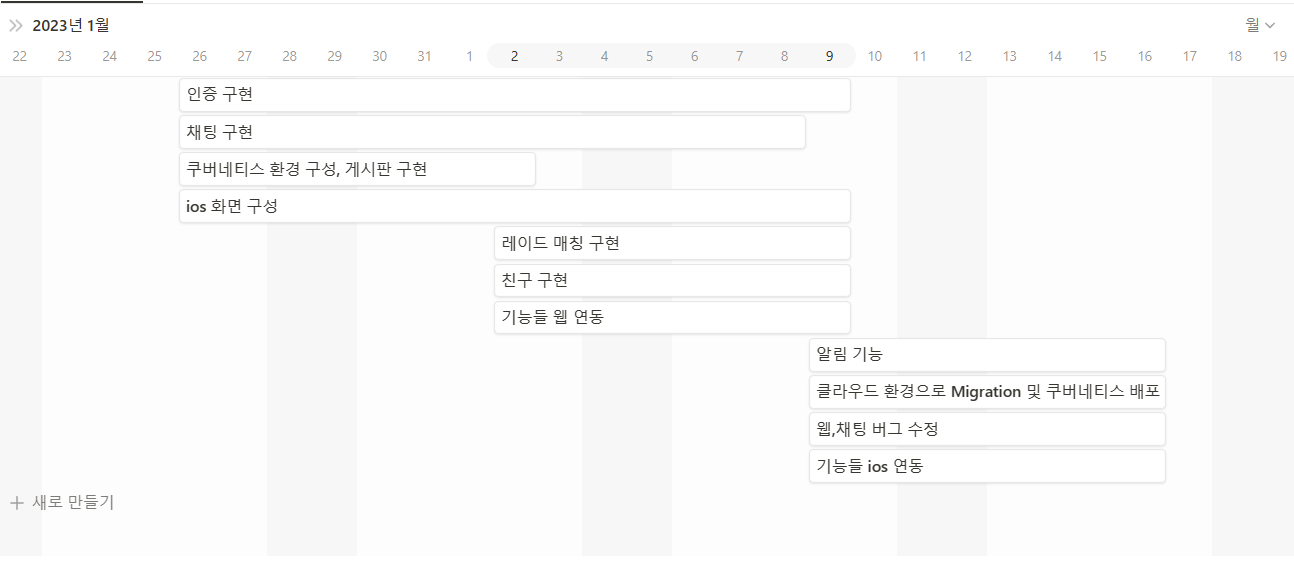 2023년 1월
월
22 23 24 25 26 27 28 29 30 31 1 2 3 4 5 6 7 8 9 10 11 12 13 14 15 16 17 18 19
인증 구현
채팅 구현
쿠버네티스 환경 구성, 게시판 구현
ios 화면 구성
레이드 매칭 구현
친구 구현
기능들 웹 연동
알림 기능
클라우드 환경으로 Migration 및 쿠버네티스 배포
웹,채팅 버그 수정
기능들 ios 연동
새로 만들기